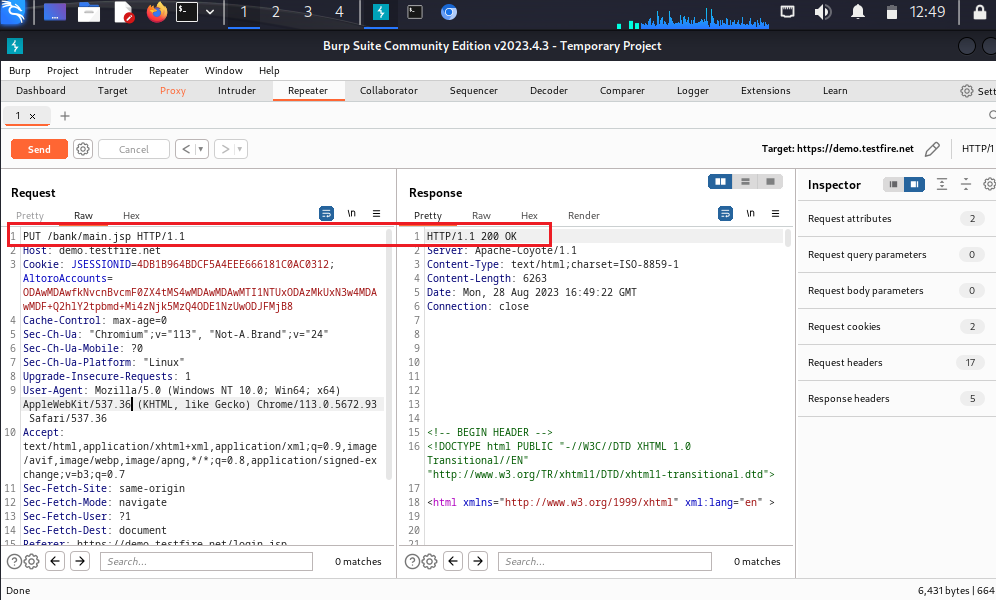 1 2 3 4 12:49
Burp Suite Community Edition v2023.4.3 - Temporary Project
Burp Project Intruder Repeater Window Help
Dashboard Target Proxy Intruder Repeater Collaborator Sequencer Decoder Comparer Logger Extensions Learn Sett
1 × +
Send Cancel < > Target: https://demo.testfire.net HTTP/1
Request
Pretty Raw Hex \n
1 PUT /bank/main.jsp HTTP/1.1
2 Host: demo.testfire.net
3 Cookie: JSESSIONID=4DB1B964BDCF5A4EEE666181C0AC0312;
AltoroAccounts=
ODAwMDAwfkNvcnBvcmF0ZX4tMS4wMDAwMDAwMTI1NTUxODAzMkUxN3w4MDA
wMDF+Q2hlY2tpbmd+Mi4zNjk5MzQ4ODE1NzUwODJFMjB8
4 Cache-Control: max-age=0
5 Sec-Ch-Ua: "Chromium";v="113", "Not-A.Brand";v="24"
6 Sec-Ch-Ua-Mobile: ?0
7 Sec-Ch-Ua-Platform: "Linux"
8 Upgrade-Insecure-Requests: 1
9 User-Agent: Mozilla/5.0 (Windows NT 10.0; Win64; x64)
AppleWebKit/537.36 (KHTML, like Gecko) Chrome/113.0.5672.93
Safari/537.36
10 Accept:
text/html,application/xhtml+xml,application/xml;q=0.9,image
/avif,image/webp,image/apng,*/*;q=0.8,application/signed-ex
change;v=b3;q=0.7
11 Sec-Fetch-Site: same-origin
12 Sec-Fetch-Mode: navigate
13 Sec-Fetch-User: ?1
14 Sec-Fetch-Dest: document
15 Referer: https://demo.testfire.net/login.jsp
Search... 0 matches
Response
Pretty Raw Hex Render \n
1 HTTP/1.1 200 OK
2 Server: Apache-Coyote/1.1
3 Content-Type: text/html;charset=ISO-8859-1
4 Content-Length: 6263
5 Date: Mon, 28 Aug 2023 16:49:22 GMT
6 Connection: close
7
8
9
10
11
12
13
14
15 <!-- BEGIN HEADER -->
16 <!DOCTYPE html PUBLIC "-//W3C//DTD XHTML 1.0
Transitional//EN"
"http://www.w3.org/TR/xhtml1/DTD/xhtml1-transitional.dtd">
17
18 <html xmlns="http://www.w3.org/1999/xhtml" xml:lang="en" >
19
20
21
Search... 0 matches
Inspector
Request attributes 2
Request query parameters 0
Request body parameters 0
Request cookies 2
Request headers 17
Response headers 5
Done 6,431 bytes | 664